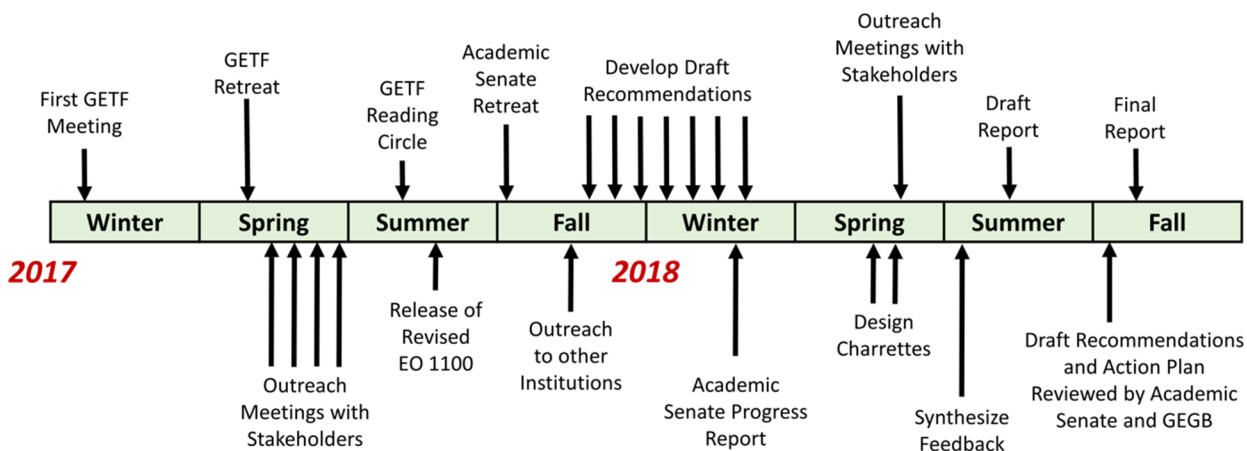 First GETF
Meeting
GETF
Retreat
GETF
Reading
Circle
Academic
Senate
Retreat
Develop Draft
Recommendations
Outreach
Meetings with
Stakeholders
Draft
Report
Final
Report
Winter
Spring
Summer
Fall
Winter
Spring
Summer
Fall
2017
2018
Outreach
Meetings with
Stakeholders
Release of
Revised
EO 1100
Outreach
to other
Institutions
Academic
Senate Progress
Report
Design
Charrettes
Synthesize
Feedback
Draft Recommendations
and Action Plan
Reviewed by Academic
Senate and GEGB